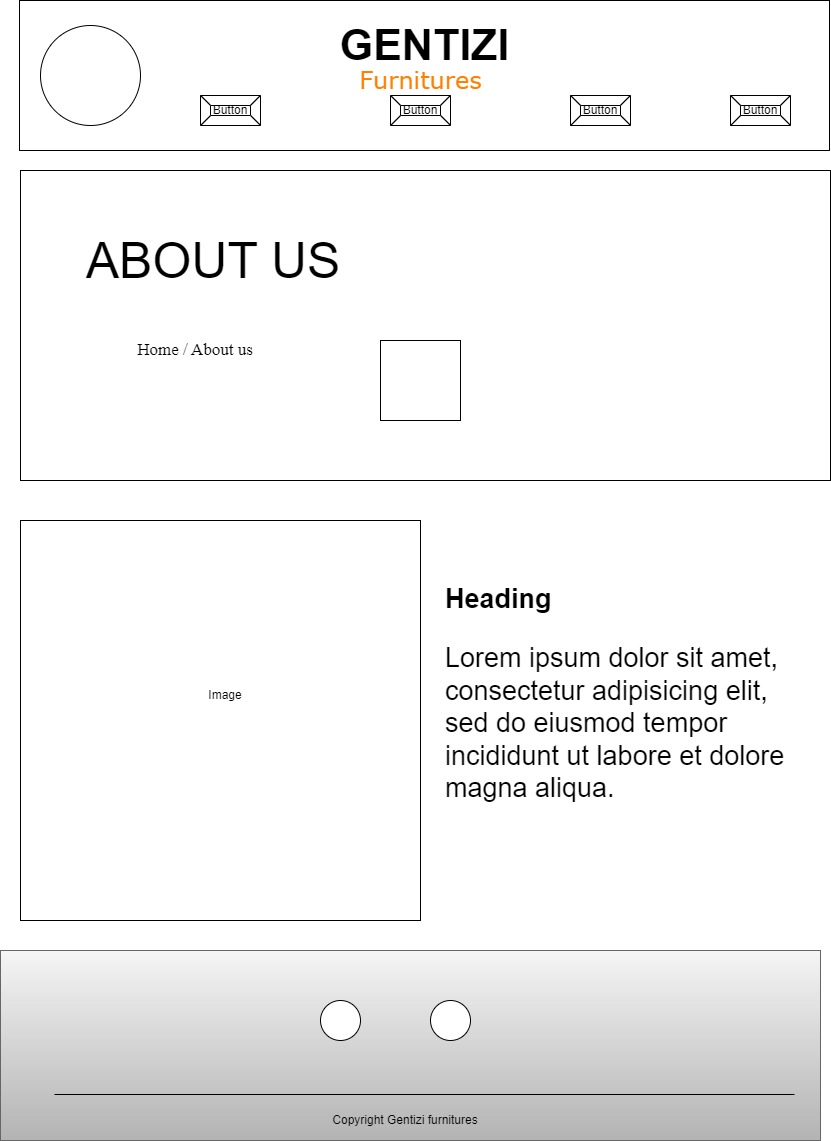 GENTIZI
Furnitures
Button Button Button Button
ABOUT US
Home / About us
Image
Heading
Lorem ipsum dolor sit amet,
consectetur adipisicing elit,
sed do eiusmod tempor
incididunt ut labore et dolore
magna aliqua.
Copyright Gentizi furnitures